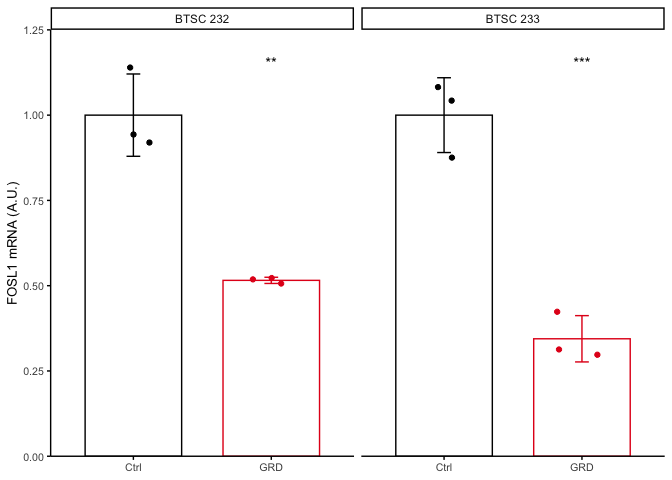 BTSC 232
BTSC 233
FOSL1 mRNA (A.U.)
1.25
1.00
0.75
0.50
0.25
0.00
**
***
Ctrl
GRD
Ctrl
GRD